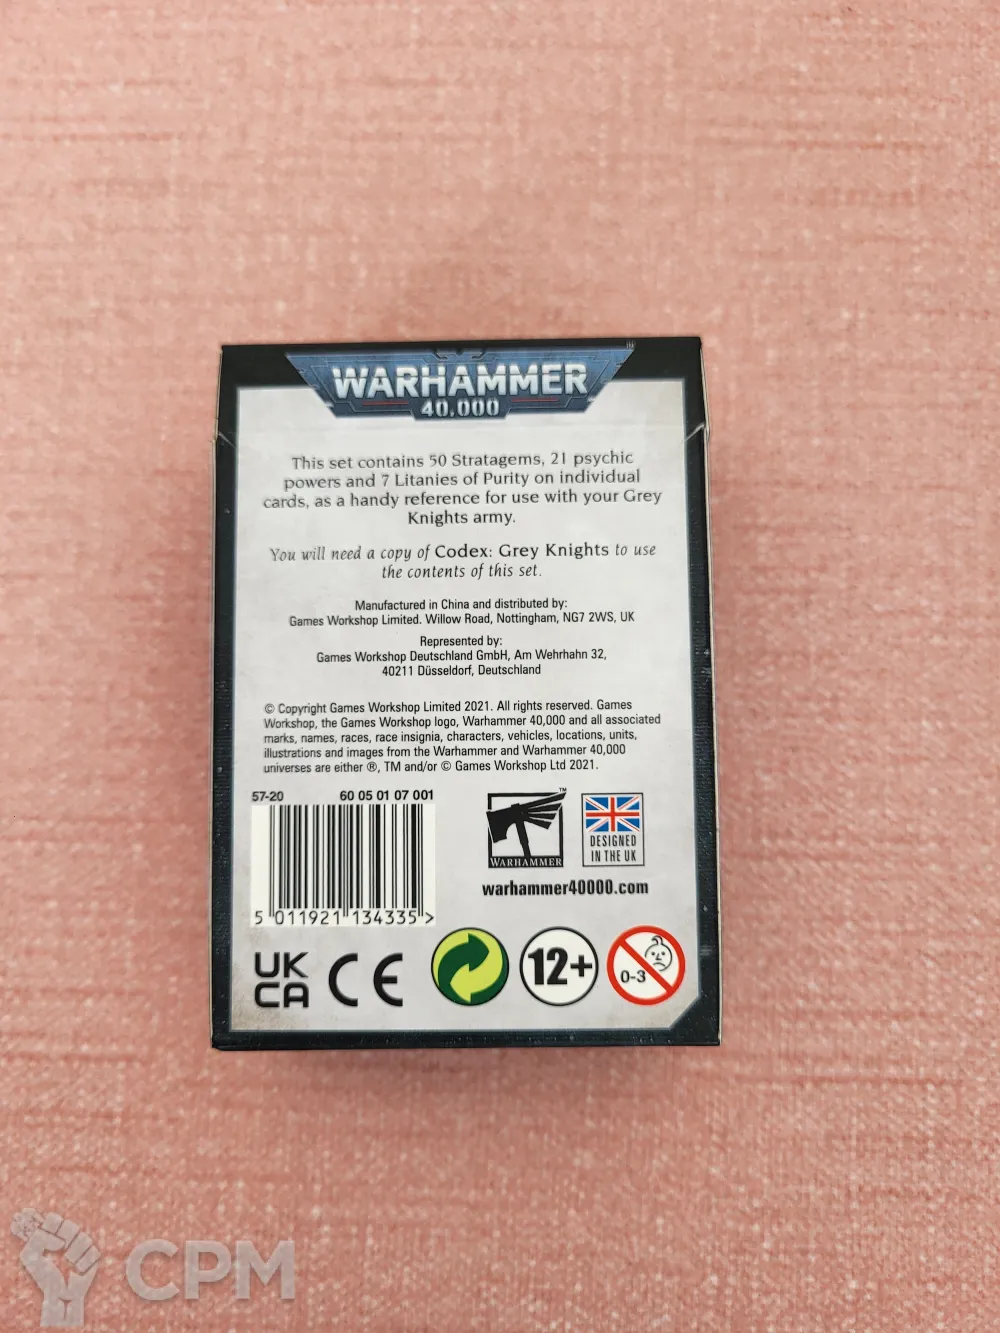 WARHAMMER
40,000
This set contains 50 Stratagems, 21 psychic
powers and 7 Litanies of Purity on individual
cards, as a handy reference for use with your Grey
Knights army.
You will need a copy of Codex: Grey Knights to use
the contents of this set.
Manufactured in China and distributed by:
Games Workshop Limited. Willow Road, Nottingham, NG7 2WS, UK
Represented by:
Games Workshop Deutschland GmbH, Am Wehrhahn 32,
40211 Düsseldorf, Deutschland
© Copyright Games Workshop Limited 2021. All rights reserved. Games
Workshop, the Games Workshop logo, Warhammer 40,000 and all associated
marks, names, races, race insignia, characters, vehicles, locations, units,
illustrations and images from the Warhammer and Warhammer 40,000
universes are either ®, TM and/or © Games Workshop Ltd 2021.
57-20 60 05 01 07 001
5 011921 134335 >
WARHAMMER
TM
DESIGNED
IN THE UK
warhammer40000.com
UK
CA
CE
12+
0-3
CPM